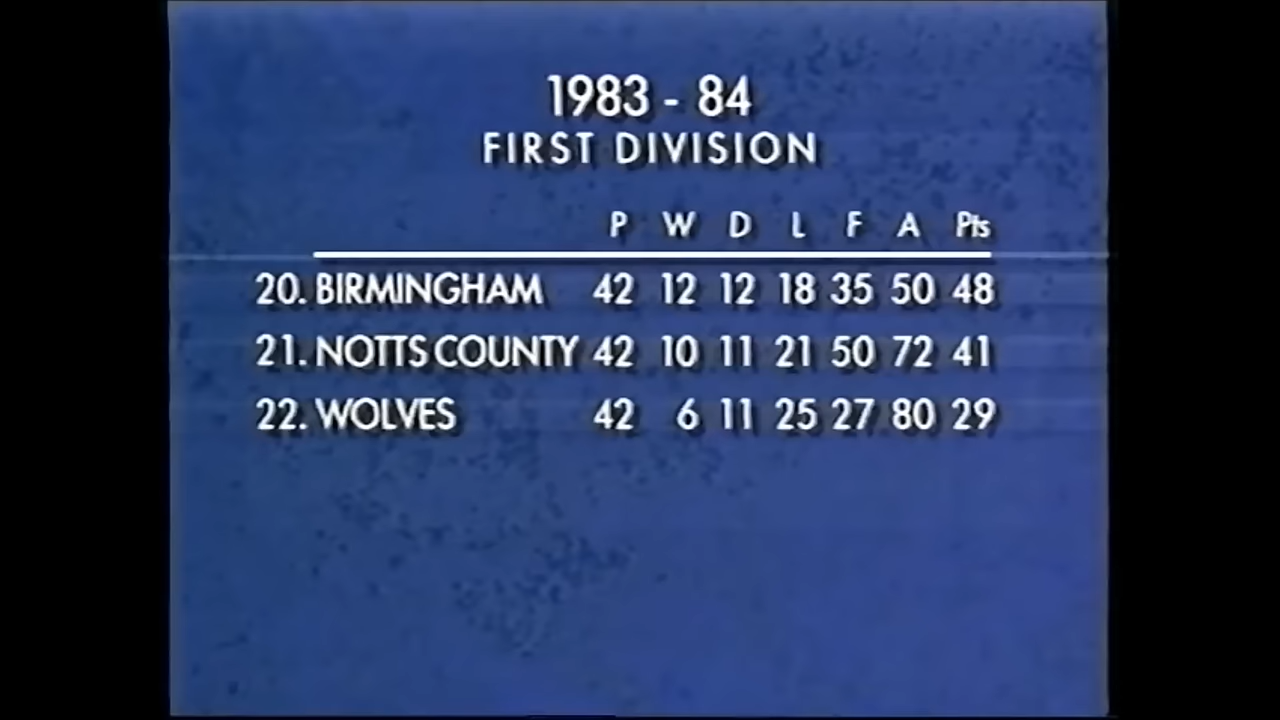 1983 - 84
FIRST DIVISION
P W D L F A Pts
20. BIRMINGHAM 42 12 12 18 35 50 48
21. NOTTS COUNTY 42 10 11 21 50 72 41
22. WOLVES 42 6 11 25 27 80 29